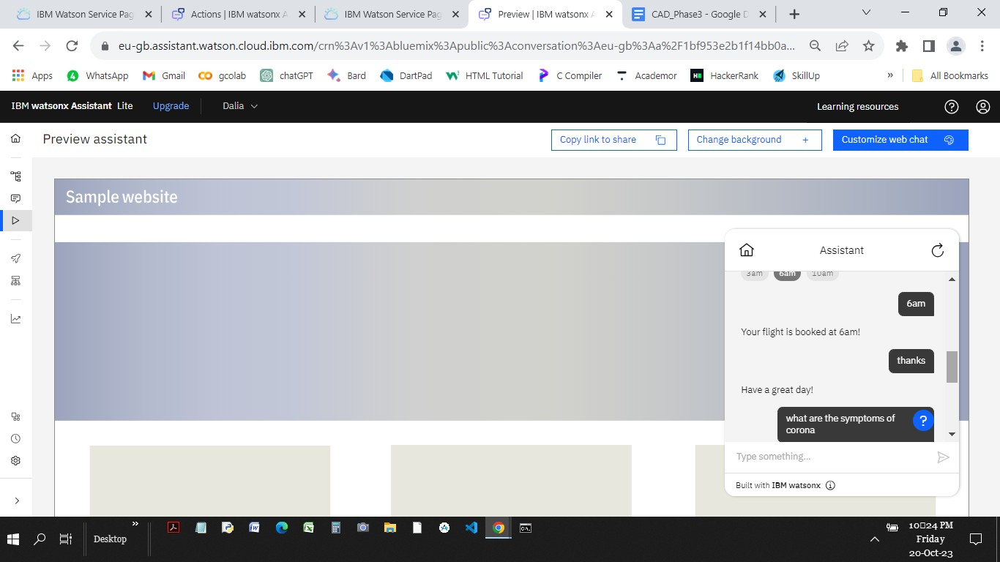 IBM Watson Service Pag
Actions | IBM watsonx A
IBM Watson Service Pag
Preview | IBM watsonx A
CAD_Phase3 - Google D
eu-gb.assistant.watson.cloud.ibm.com/crn%3Av1%3Abluemix%3Apublic%3Aconversation%3Aeu-gb%3Aa%2F1bf953e2b1f14bb0a...
Apps
WhatsApp
Gmail
gcolab
chatGPT
Bard
DartPad
HTML Tutorial
C Compiler
Academor
HackerRank
SkillUp
»
All Bookmarks
IBM watsonx Assistant Lite
Upgrade
Dalia
Learning resources
Preview assistant
Copy link to share
Change background +
Customize web chat
Sample website
Assistant
3am 6am 10am
6am
Your flight is booked at 6am!
thanks
Have a great day!
what are the symptoms of
corona
?
Type something...
Built with IBM watsonx
Desktop
»
10▯24 PM
Friday
20-Oct-23